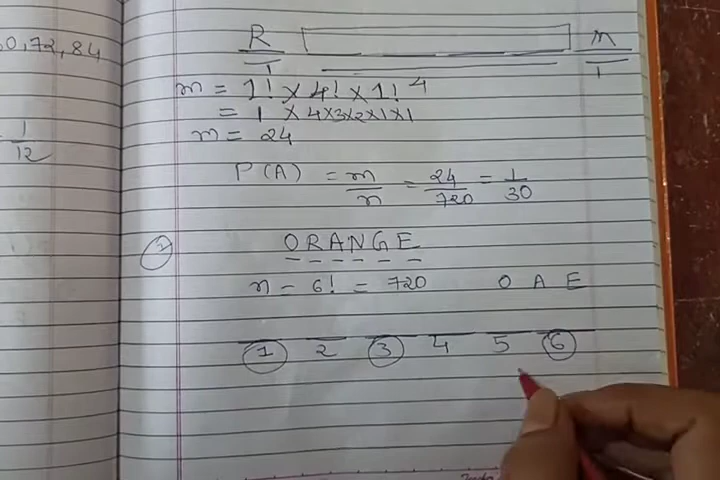 0, 72, 84
1
12
R n
1 1
m = 1! × 4! × 1! 4
= 1 × 4×3×2×1×1
m = 24
P(A) = m/n = 24/720 = 1/30
2 ORANGE
n = 6! = 720 O A E
1 2 3 4 5 6